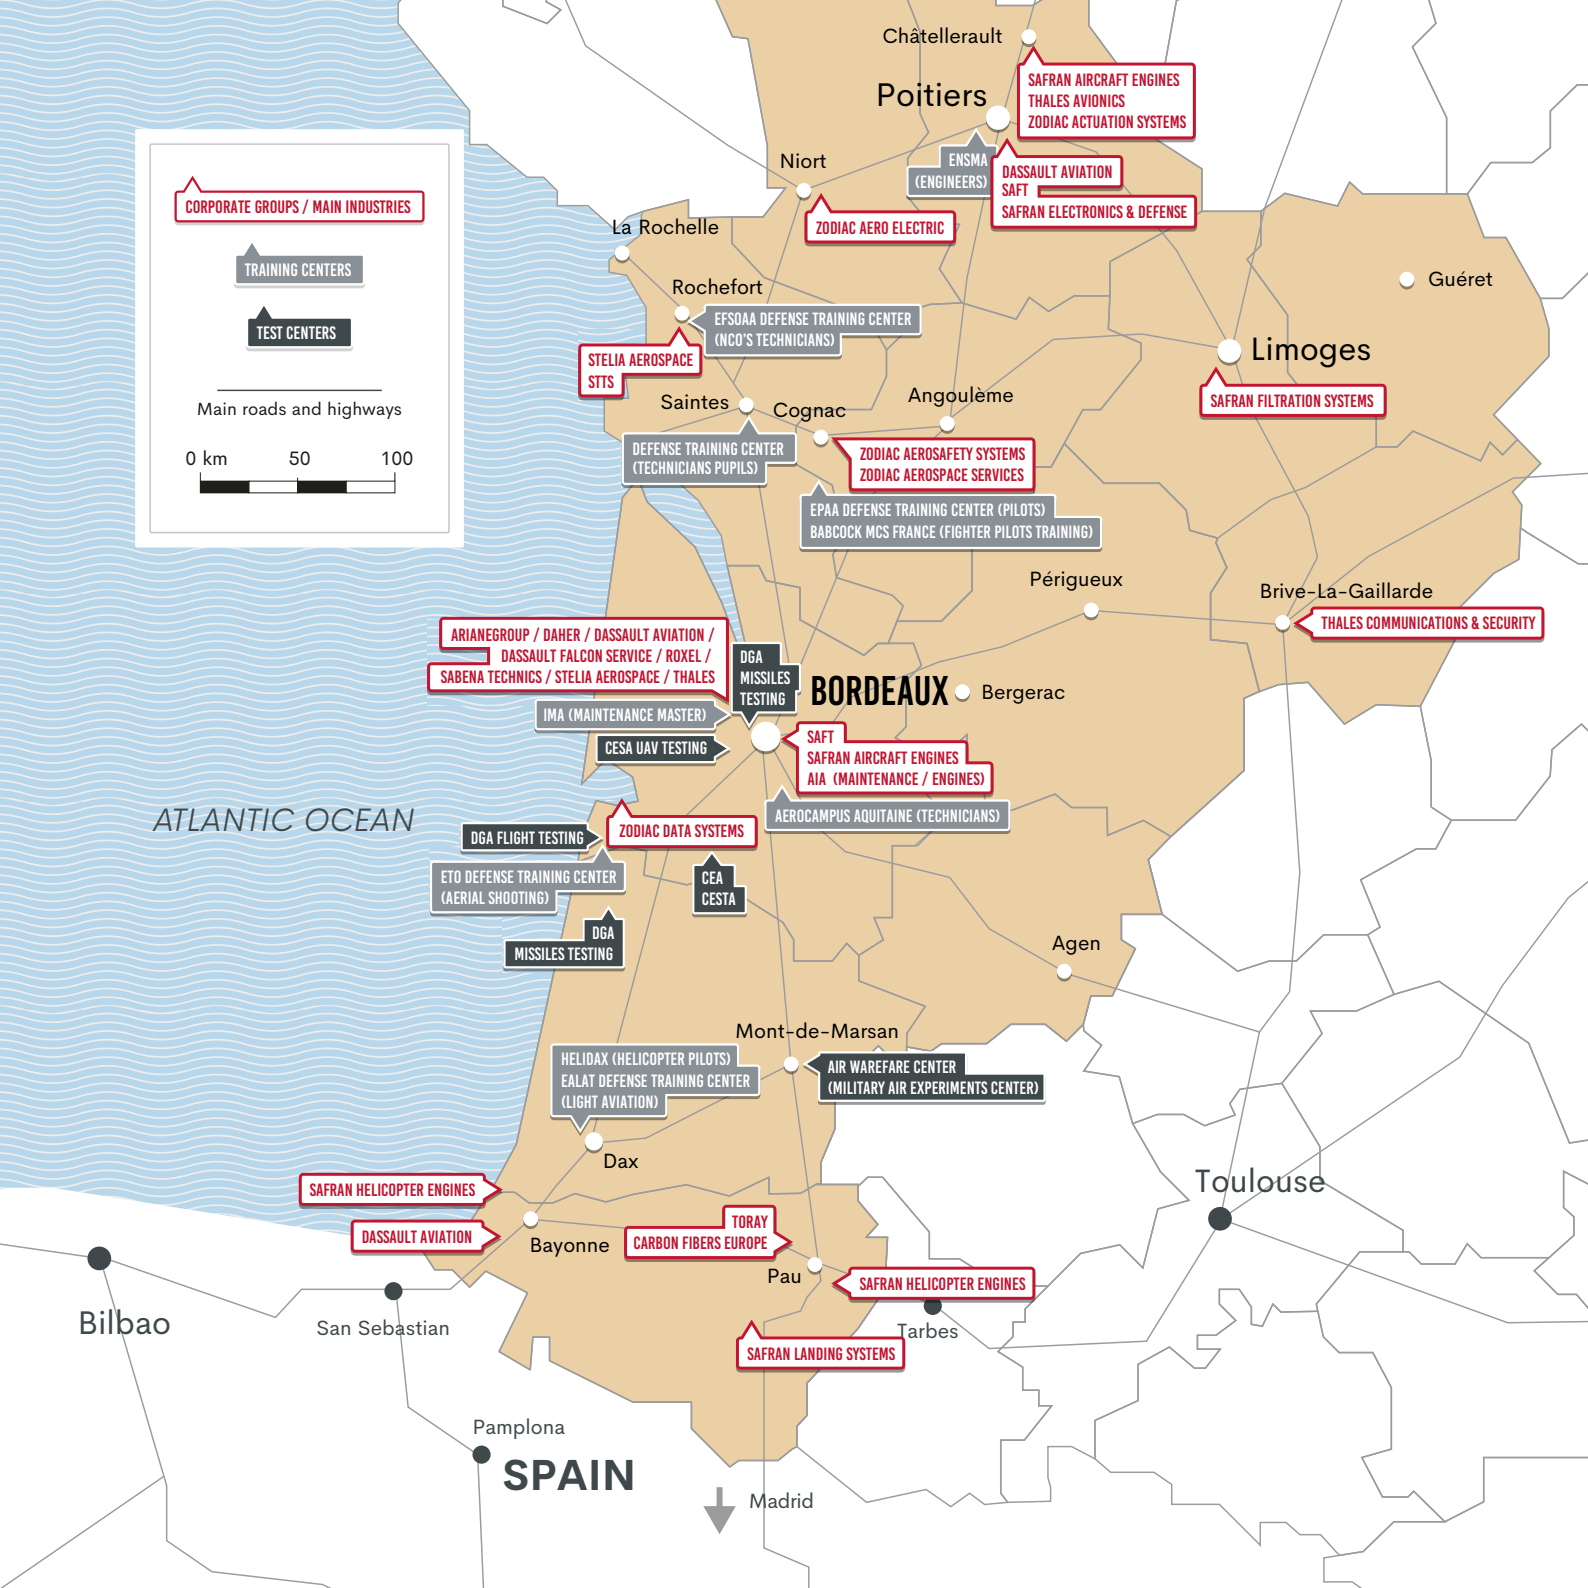 Châtellerault
SAFRAN AIRCRAFT ENGINES
THALES AVIONICS
ZODIAC ACTUATION SYSTEMS
Poitiers
ENSMA
(ENGINEERS)
DASSAULT AVIATION
SAFT
SAFRAN ELECTRONICS & DEFENSE
Niort
ZODIAC AERO ELECTRIC
CORPORATE GROUPS / MAIN INDUSTRIES
TRAINING CENTERS
TEST CENTERS
Main roads and highways
0 km 50 100
La Rochelle
Rochefort
EFSOAA DEFENSE TRAINING CENTER
(NCO'S TECHNICIANS)
STELIA AEROSPACE
STTS
Guéret
Limoges
SAFRAN FILTRATION SYSTEMS
Saintes
Cognac
Angoulême
DEFENSE TRAINING CENTER
(TECHNICIANS PUPILS)
ZODIAC AEROSAFETY SYSTEMS
ZODIAC AEROSPACE SERVICES
EPAA DEFENSE TRAINING CENTER (PILOTS)
BABCOCK MCS FRANCE (FIGHTER PILOTS TRAINING)
Périgueux
Brive-La-Gaillarde
THALES COMMUNICATIONS & SECURITY
ARIANEGROUP / DAHER / DASSAULT AVIATION /
DASSAULT FALCON SERVICE / ROXEL /
SABENA TECHNICS / STELIA AEROSPACE / THALES
DGA
MISSILES
TESTING
BORDEAUX
Bergerac
IMA (MAINTENANCE MASTER)
CESA UAV TESTING
SAFT
SAFRAN AIRCRAFT ENGINES
AIA (MAINTENANCE / ENGINES)
AEROCAMPUS AQUITAINE (TECHNICIANS)
ATLANTIC OCEAN
DGA FLIGHT TESTING
ZODIAC DATA SYSTEMS
ETO DEFENSE TRAINING CENTER
(AERIAL SHOOTING)
CEA
CESTA
DGA
MISSILES TESTING
Agen
Mont-de-Marsan
AIR WAREFARE CENTER
(MILITARY AIR EXPERIMENTS CENTER)
HELIDAX (HELICOPTER PILOTS)
EALAT DEFENSE TRAINING CENTER
(LIGHT AVIATION)
Dax
Toulouse
SAFRAN HELICOPTER ENGINES
DASSAULT AVIATION
Bayonne
TORAY
CARBON FIBERS EUROPE
Pau
SAFRAN HELICOPTER ENGINES
Tarbes
SAFRAN LANDING SYSTEMS
Bilbao
San Sebastian
Pamplona
SPAIN
Madrid